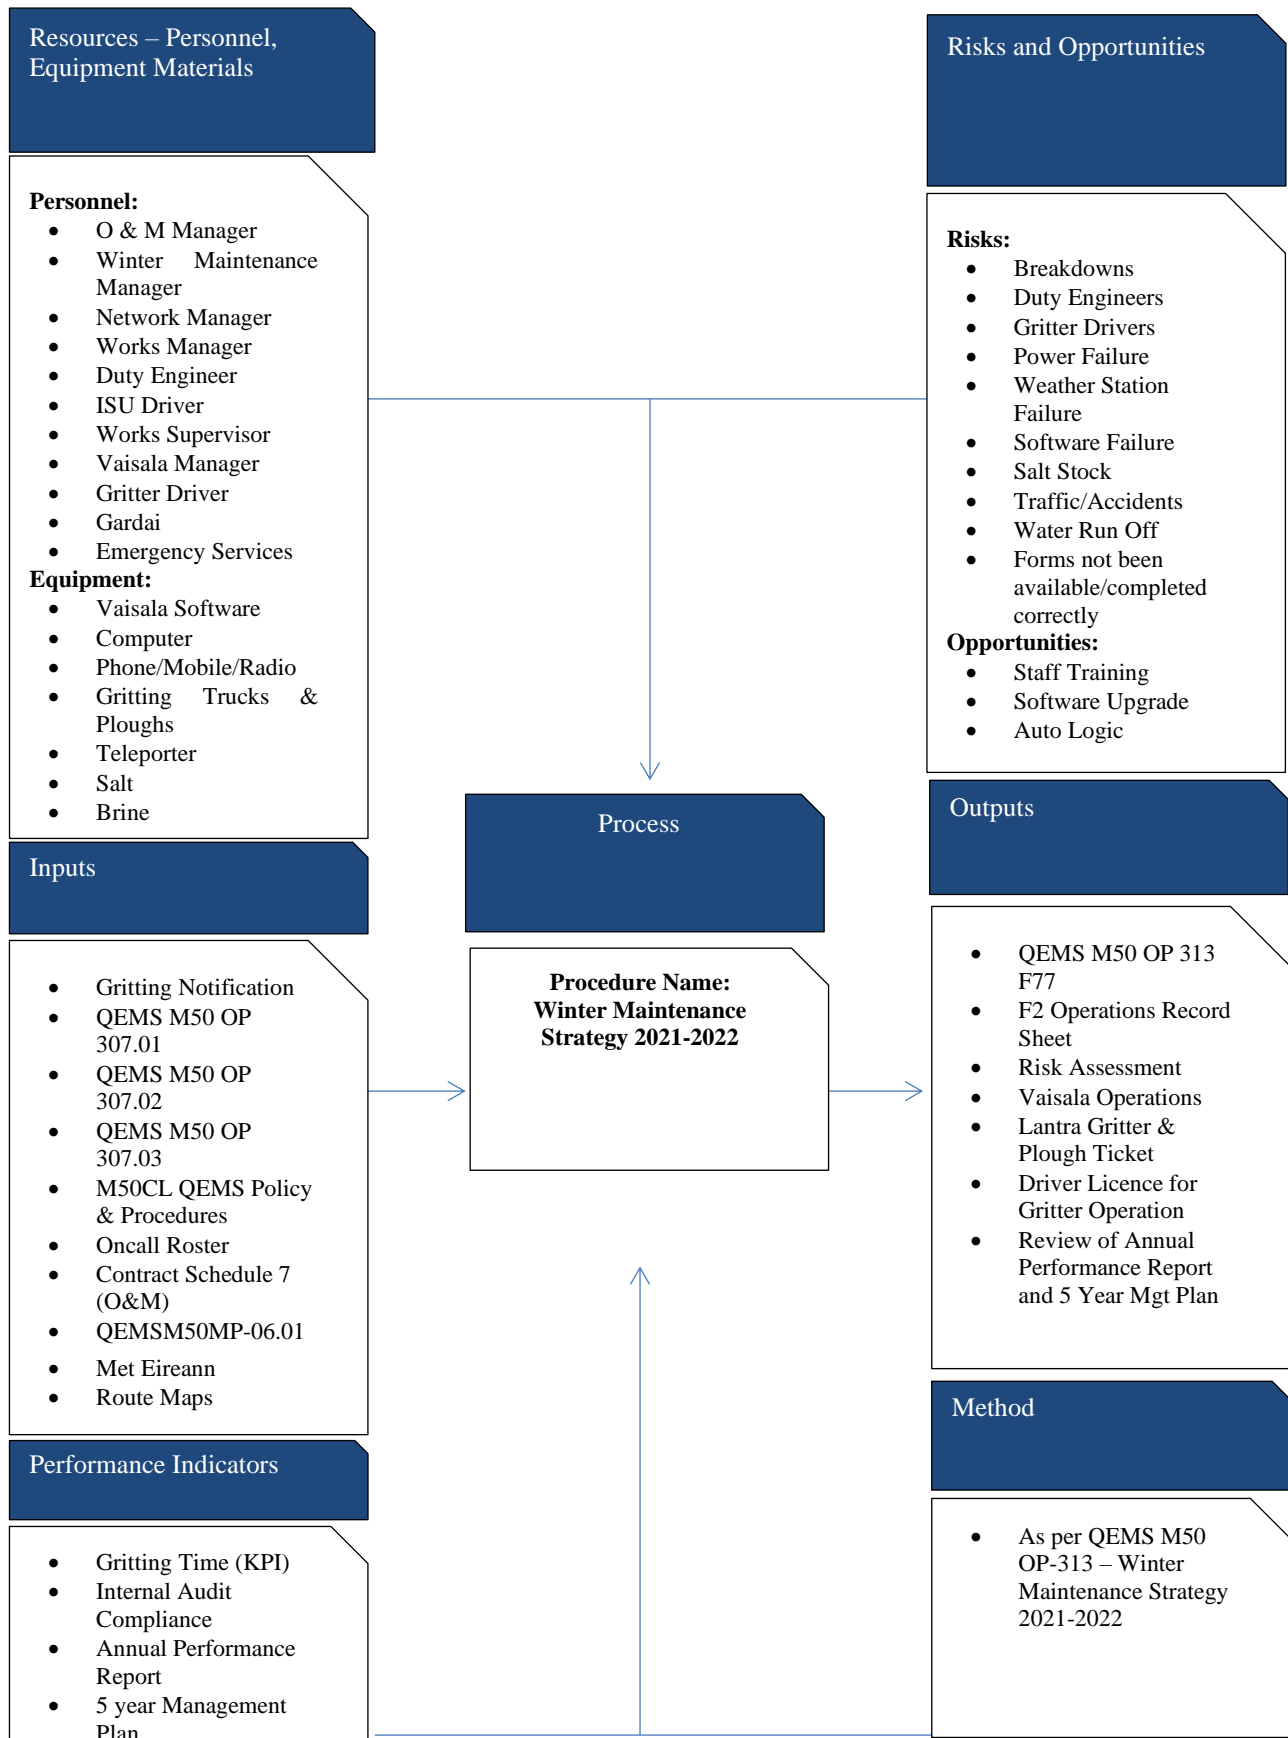 Resources – Personnel,
Equipment Materials
Personnel:
• O & M Manager
• Winter Maintenance
Manager
• Network Manager
• Works Manager
• Duty Engineer
• ISU Driver
• Works Supervisor
• Vaisala Manager
• Gritter Driver
• Gardai
• Emergency Services
Equipment:
• Vaisala Software
• Computer
• Phone/Mobile/Radio
• Gritting Trucks &
Ploughs
• Teleporter
• Salt
• Brine
Risks and Opportunities
Risks:
• Breakdowns
• Duty Engineers
• Gritter Drivers
• Power Failure
• Weather Station
Failure
• Software Failure
• Salt Stock
• Traffic/Accidents
• Water Run Off
• Forms not been
available/completed
correctly
Opportunities:
• Staff Training
• Software Upgrade
• Auto Logic
Inputs
• Gritting Notification
• QEMS M50 OP
307.01
• QEMS M50 OP
307.02
• QEMS M50 OP
307.03
• M50CL QEMS Policy
& Procedures
• Oncall Roster
• Contract Schedule 7
(O&M)
• QEMSM50MP-06.01
• Met Eireann
• Route Maps
Process
Procedure Name:
Winter Maintenance
Strategy 2021-2022
Outputs
• QEMS M50 OP 313
F77
• F2 Operations Record
Sheet
• Risk Assessment
• Vaisala Operations
• Lantra Gritter &
Plough Ticket
• Driver Licence for
Gritter Operation
• Review of Annual
Performance Report
and 5 Year Mgt Plan
Performance Indicators
• Gritting Time (KPI)
• Internal Audit
Compliance
• Annual Performance
Report
• 5 year Management
Plan
Method
• As per QEMS M50
OP-313 – Winter
Maintenance Strategy
2021-2022